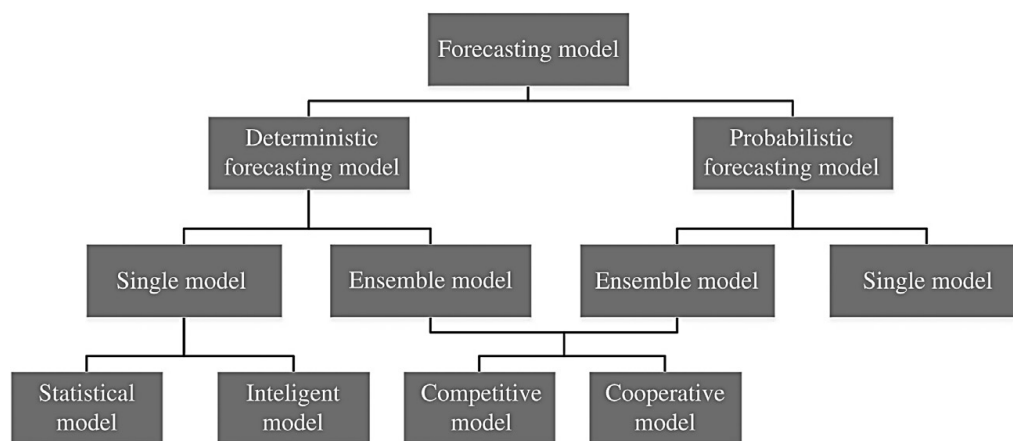 Forecasting model
Deterministic
forecasting model
Probabilistic
forecasting model
Single model
Ensemble model
Ensemble model
Single model
Statistical
model
Inteligent
model
Competitive
model
Cooperative
model